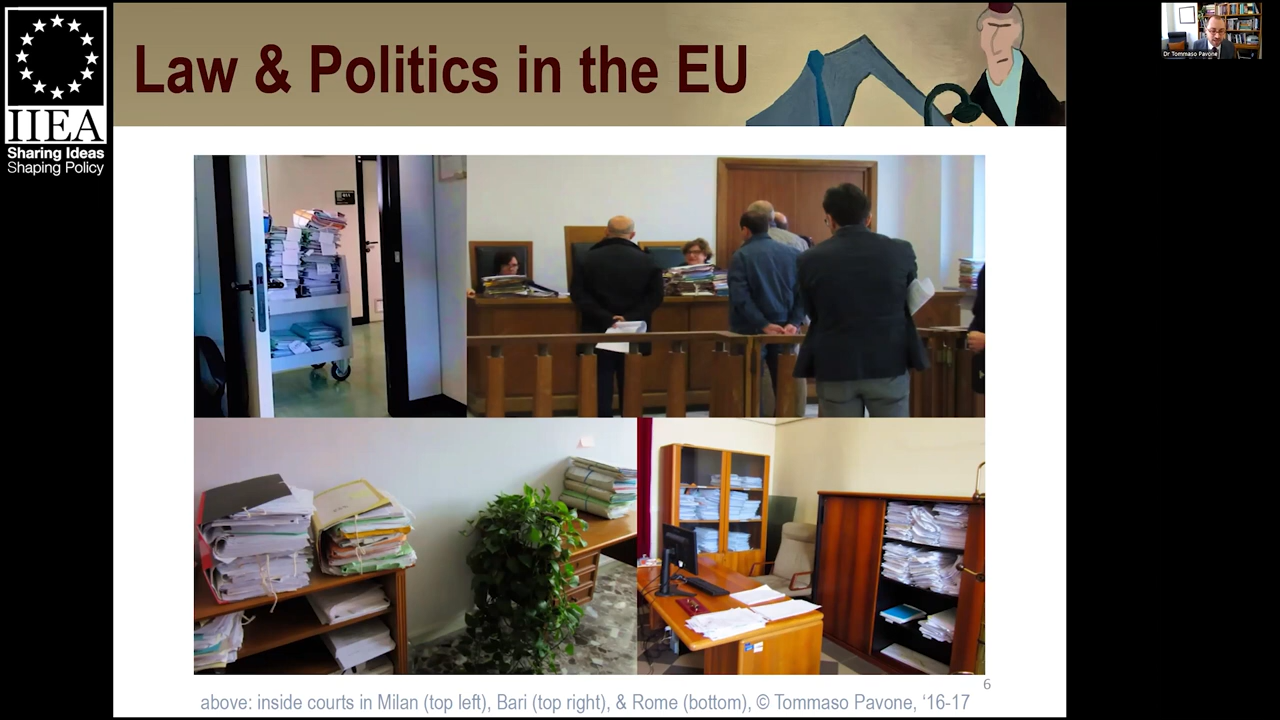 IIEA
Sharing Ideas
Shaping Policy
Law & Politics in the EU
Dr Tommaso Pavone
6
above: inside courts in Milan (top left), Bari (top right), & Rome (bottom), © Tommaso Pavone, ‘16-17